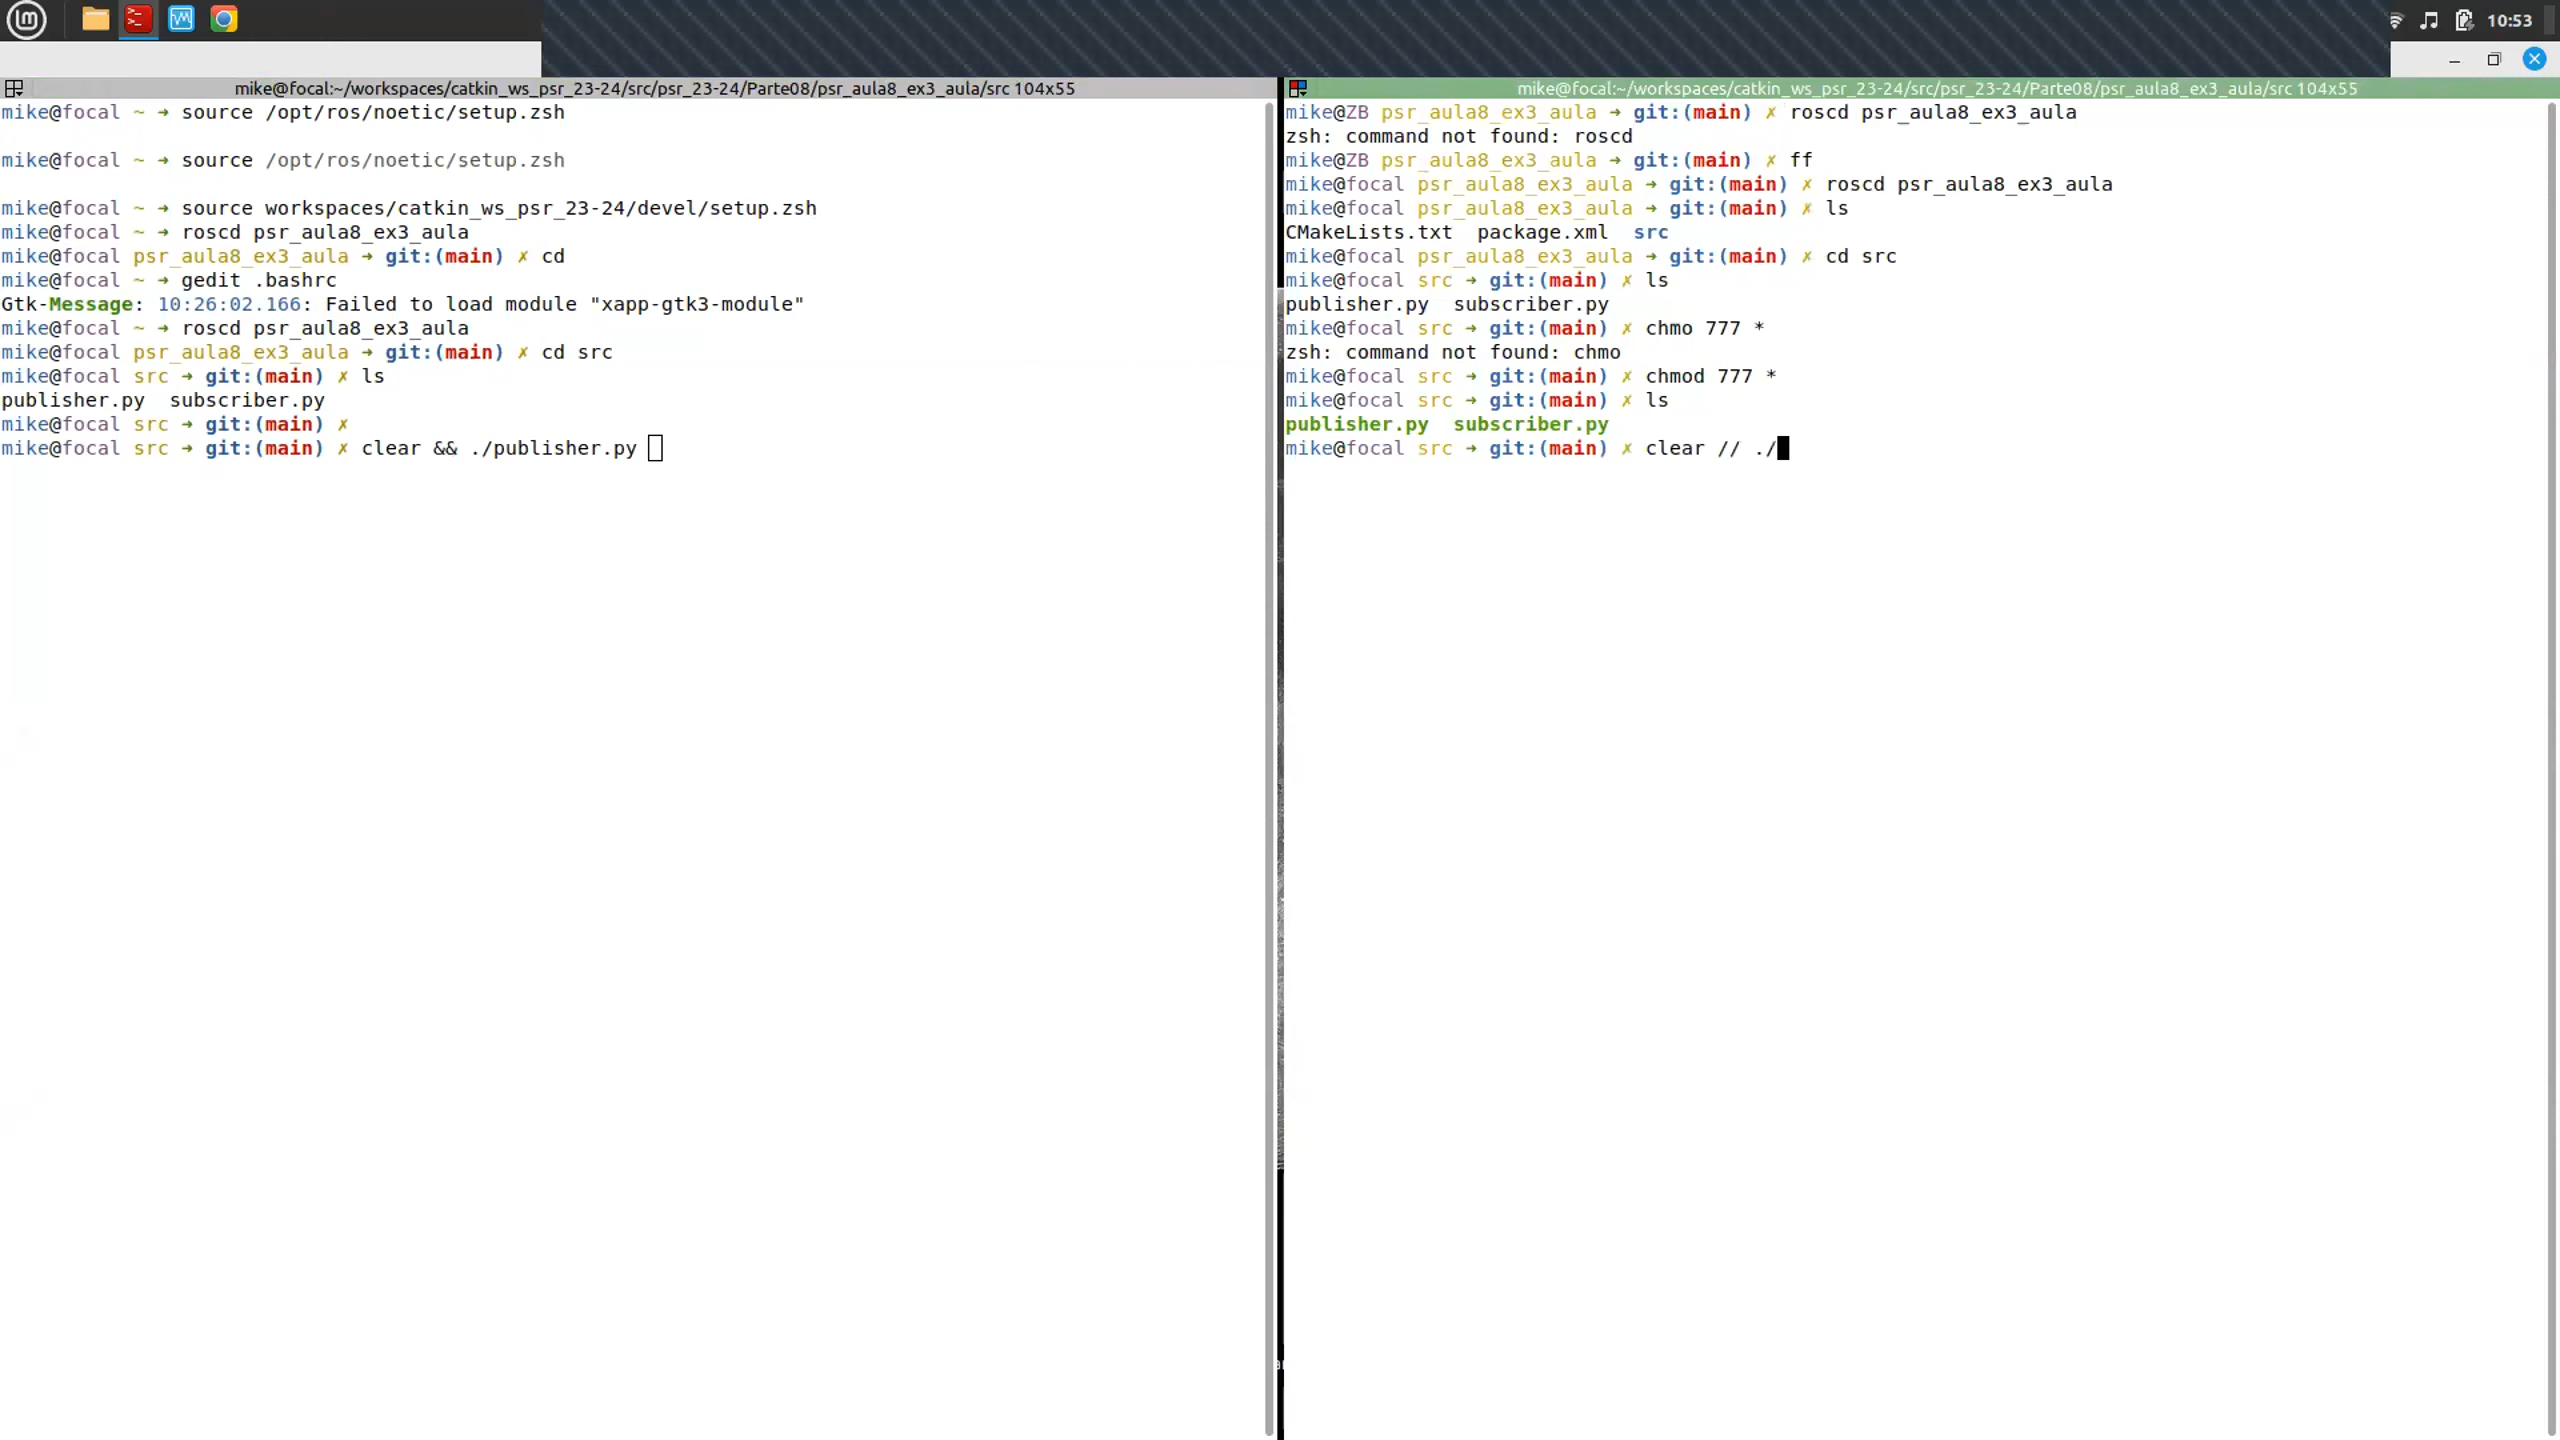 10:53
mike@focal:~/workspaces/catkin_ws_psr_23-24/src/psr_23-24/Parte08/psr_aula8_ex3_aula/src 104x55
mike@focal ~ ➜ source /opt/ros/noetic/setup.zsh
mike@focal ~ ➜ source /opt/ros/noetic/setup.zsh
mike@focal ~ ➜ source workspaces/catkin_ws_psr_23-24/devel/setup.zsh
mike@focal ~ ➜ roscd psr_aula8_ex3_aula
mike@focal psr_aula8_ex3_aula ➜ git:(main) ✗ cd
mike@focal ~ ➜ gedit .bashrc
Gtk-Message: 10:26:02.166: Failed to load module "xapp-gtk3-module"
mike@focal ~ ➜ roscd psr_aula8_ex3_aula
mike@focal psr_aula8_ex3_aula ➜ git:(main) ✗ cd src
mike@focal src ➜ git:(main) ✗ ls
publisher.py  subscriber.py
mike@focal src ➜ git:(main) ✗
mike@focal src ➜ git:(main) ✗ clear && ./publisher.py
mike@focal:~/workspaces/catkin_ws_psr_23-24/src/psr_23-24/Parte08/psr_aula8_ex3_aula/src 104x55
mike@ZB psr_aula8_ex3_aula ➜ git:(main) ✗ roscd psr_aula8_ex3_aula
zsh: command not found: roscd
mike@ZB psr_aula8_ex3_aula ➜ git:(main) ✗ ff
mike@focal psr_aula8_ex3_aula ➜ git:(main) ✗ roscd psr_aula8_ex3_aula
mike@focal psr_aula8_ex3_aula ➜ git:(main) ✗ ls
CMakeLists.txt  package.xml  src
mike@focal psr_aula8_ex3_aula ➜ git:(main) ✗ cd src
mike@focal src ➜ git:(main) ✗ ls
publisher.py  subscriber.py
mike@focal src ➜ git:(main) ✗ chmo 777 *
zsh: command not found: chmo
mike@focal src ➜ git:(main) ✗ chmod 777 *
mike@focal src ➜ git:(main) ✗ ls
publisher.py  subscriber.py
mike@focal src ➜ git:(main) ✗ clear // ./